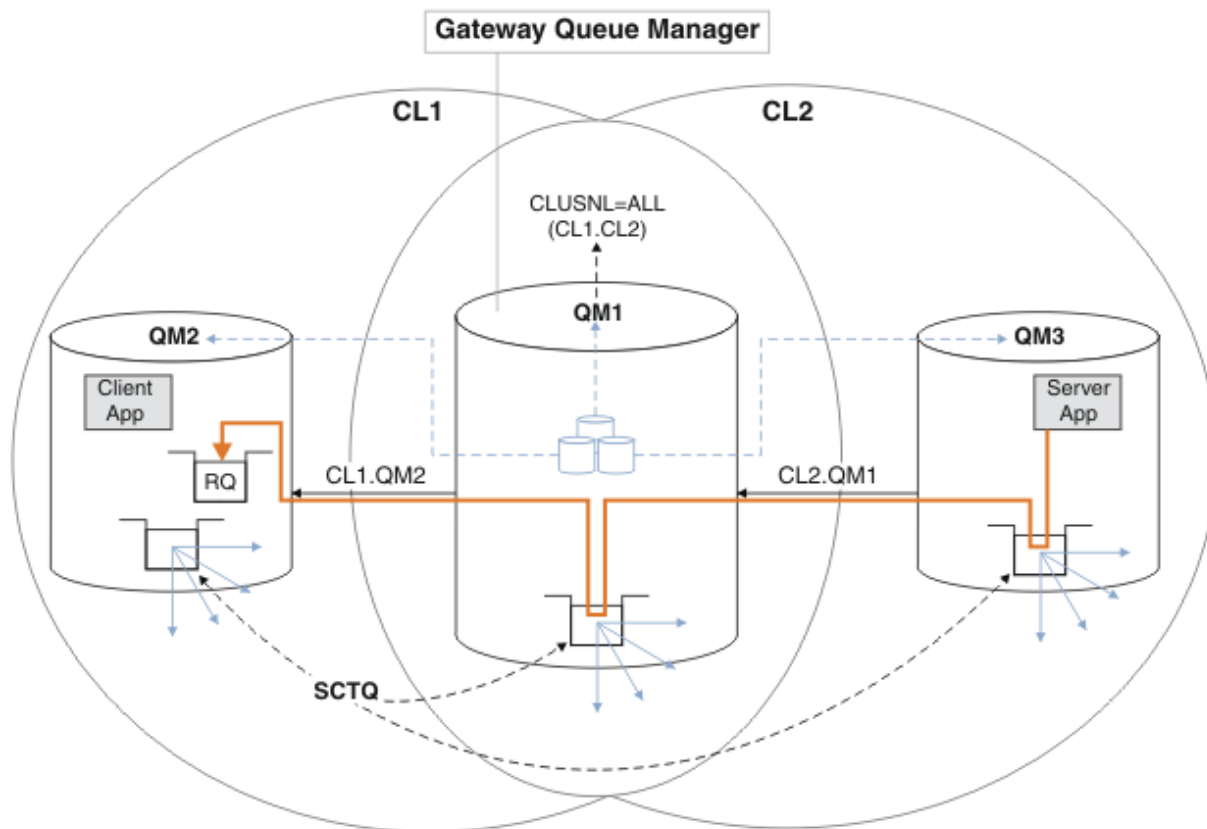 Gateway Queue Manager
CL1
CL2
CLUSNL=ALL
(CL1.CL2)
QM2
QM1
QM3
Client
App
Server
App
RQ
CL1.QM2
CL2.QM1
SCTQ